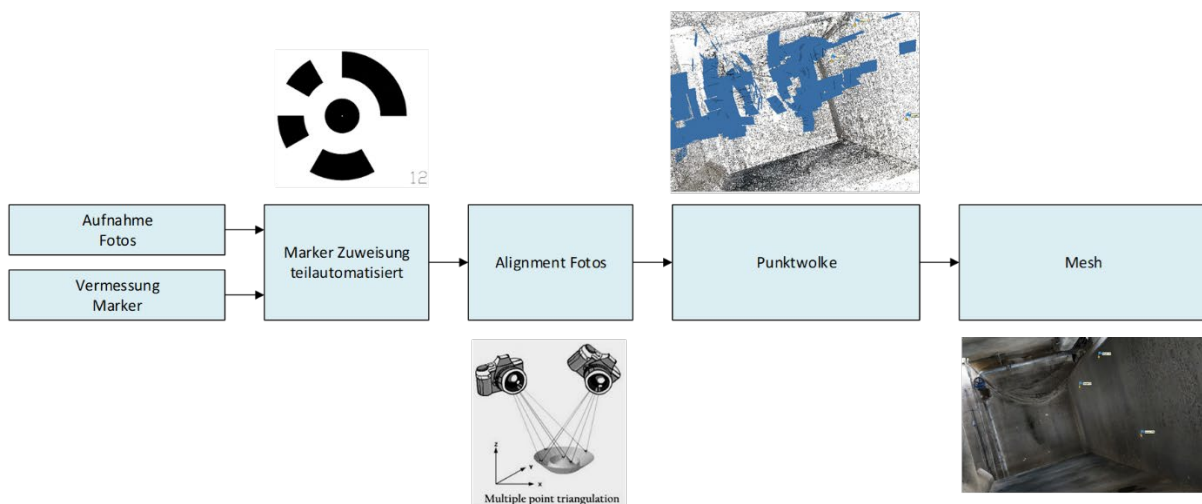 12
Aufnahme
Fotos
Vermessung
Marker
Marker Zuweisung
teilautomatisiert
Alignment Fotos
Punktwolke
Mesh
Z
Y
X
Multiple point triangulation